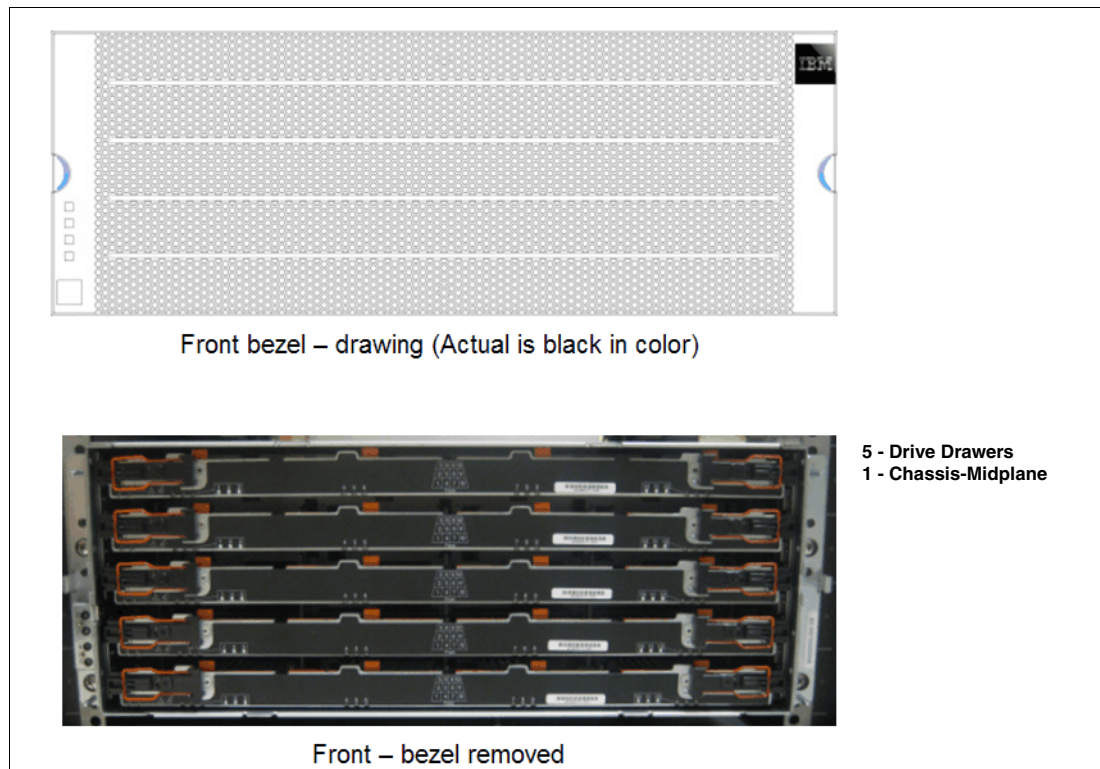 IBM
Front bezel – drawing (Actual is black in color)
5 - Drive Drawers
1 - Chassis-Midplane
Front – bezel removed